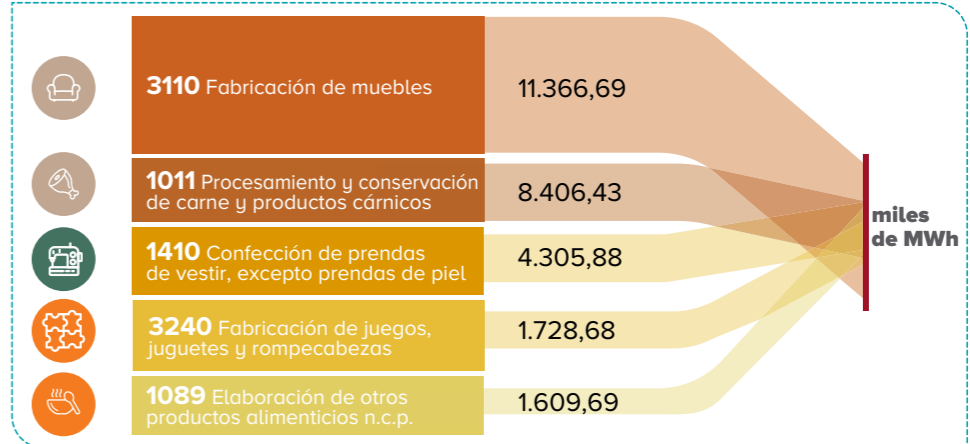 3110 Fabricación de muebles
11.366,69
1011 Procesamiento y conservación
de carne y productos cárnicos
8.406,43
1410 Confección de prendas
de vestir, excepto prendas de piel
4.305,88
3240 Fabricación de juegos,
juguetes y rompecabezas
1.728,68
1089 Elaboración de otros
productos alimenticios n.c.p.
1.609,69
miles
de MWh